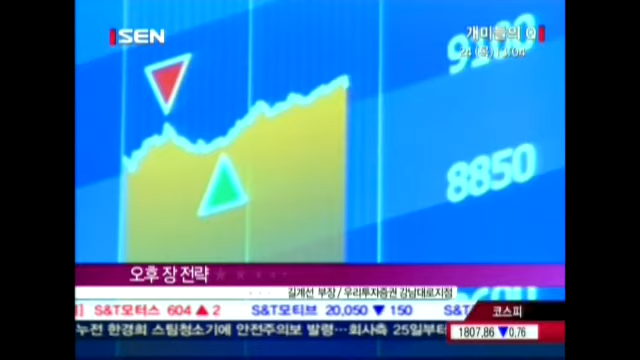 SEN
개미들의 Q
9100
8850
오후 장 전략
길계선 부장 / 우리투자증권 강남대로지점
S&T모터스 604 ▲ 2 S&T모티브 20,050 ▼ 150
코스피
누전 한경희 스팀청소기에 안전주의보 발령…회사측 25일부터
1807.86 ▼0.76